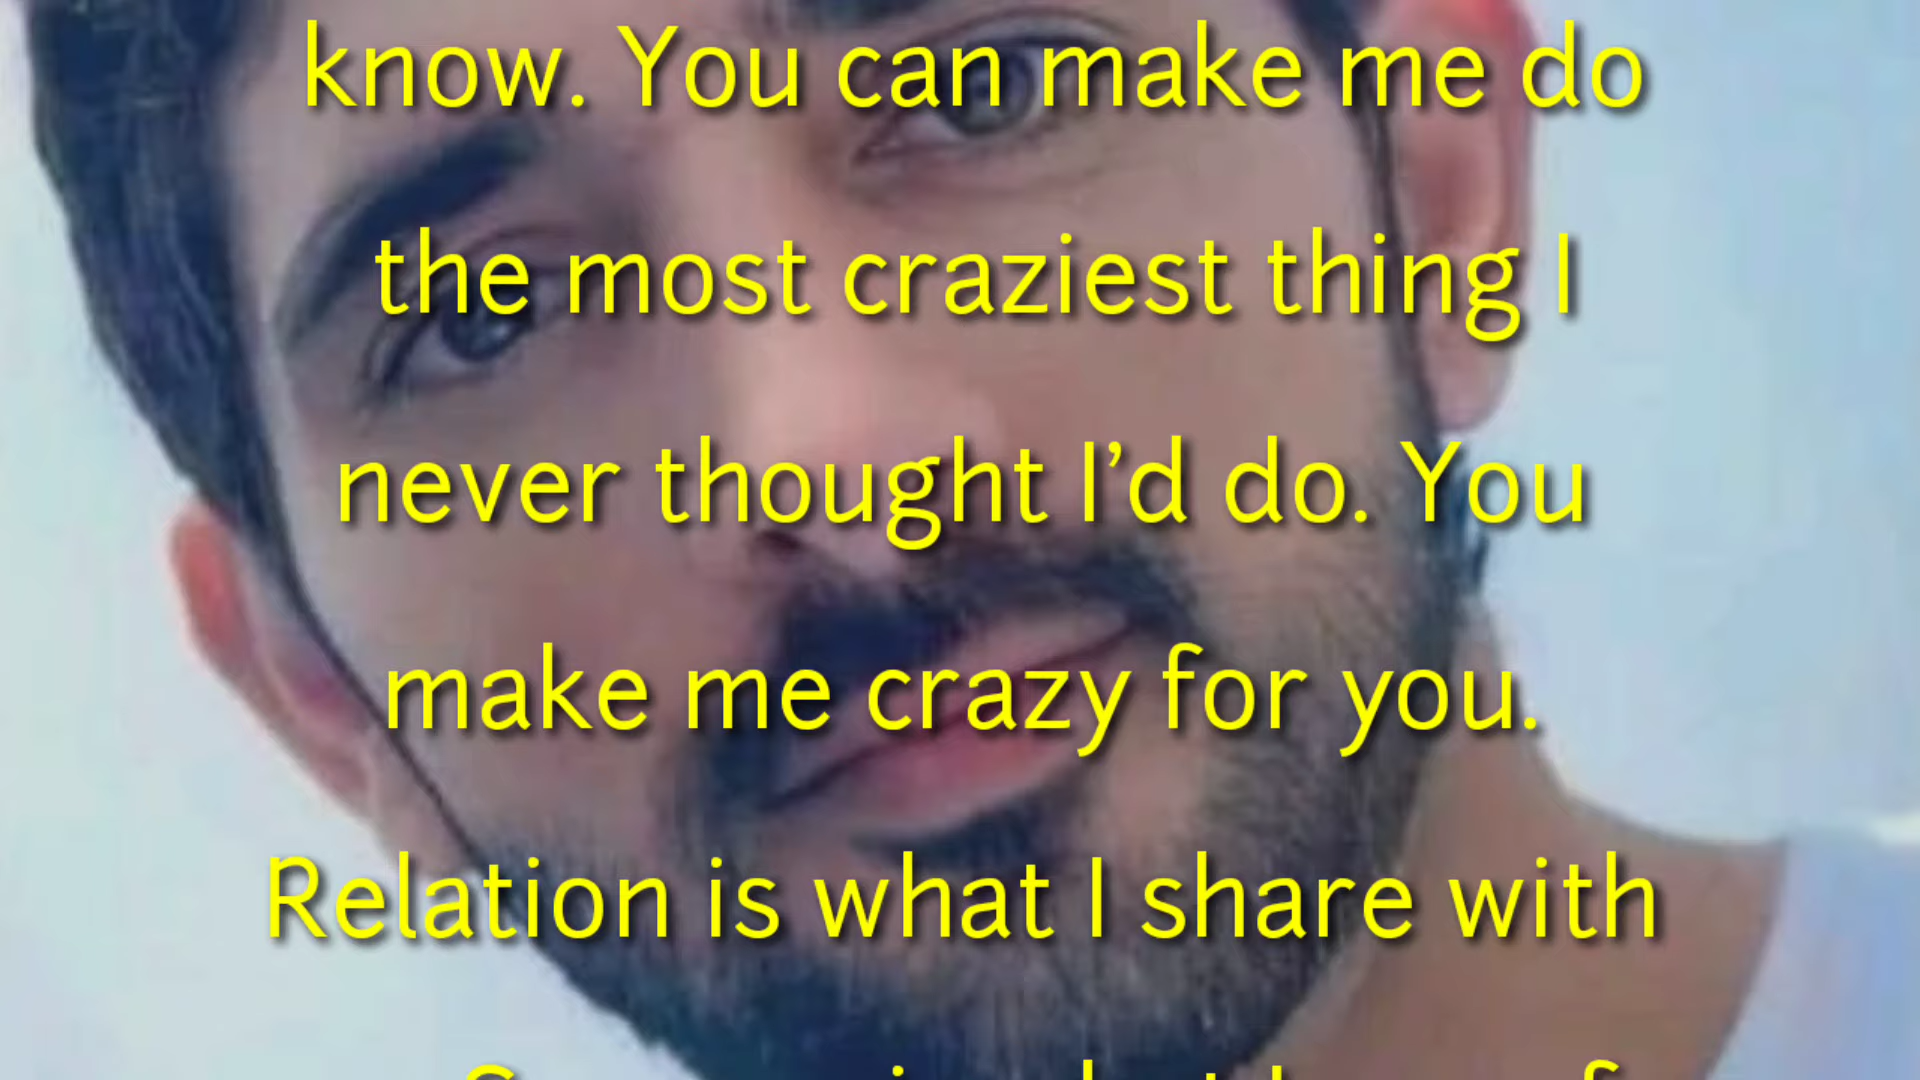 know. You can make me do
the most craziest thing I
never thought I’d do. You
make me crazy for you.
Relation is what I share with